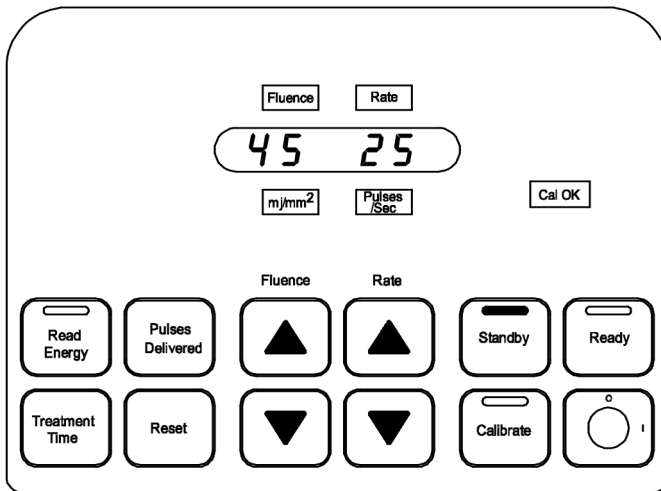 Fluence Rate
45 25
mj/mm²
Pulses
/Sec
Cal OK
Fluence Rate
Read
Energy
Pulses
Delivered
Standby
Ready
Treatment
Time
Reset
Calibrate
O
I